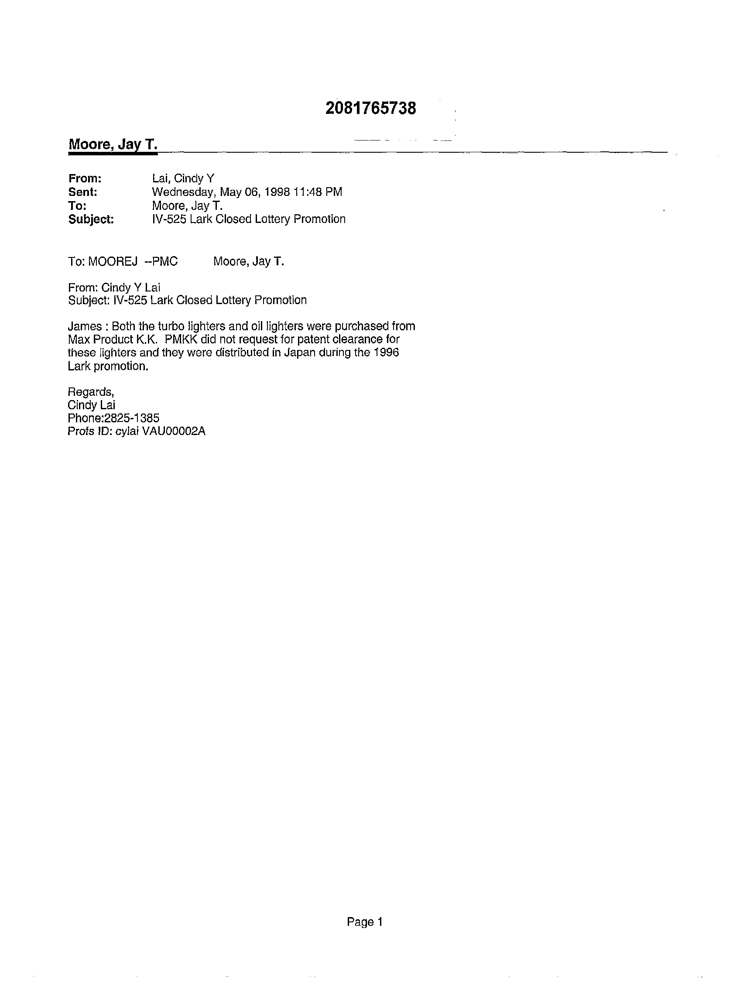 2081765738
Moore, Jay T.
From: Lai, Cindy Y
Sent: Wednesday, May 06, 1998 11:48 PM
To: Moore, Jay T.
Subject: IV-525 Lark Closed Lottery Promotion
To: MOOREJ --PMC Moore, Jay T.
From: Cindy Y Lai
Subject: IV-525 Lark Closed Lottery Promotion
James : Both the turbo lighters and oil lighters were purchased from
Max Product K.K. PMKK did not request for patent clearance for
these lighters and they were distributed in Japan during the 1996
Lark promotion.
Regards,
Cindy Lai
Phone:2825-1385
Profs ID: cylai VAU00002A
Page 1